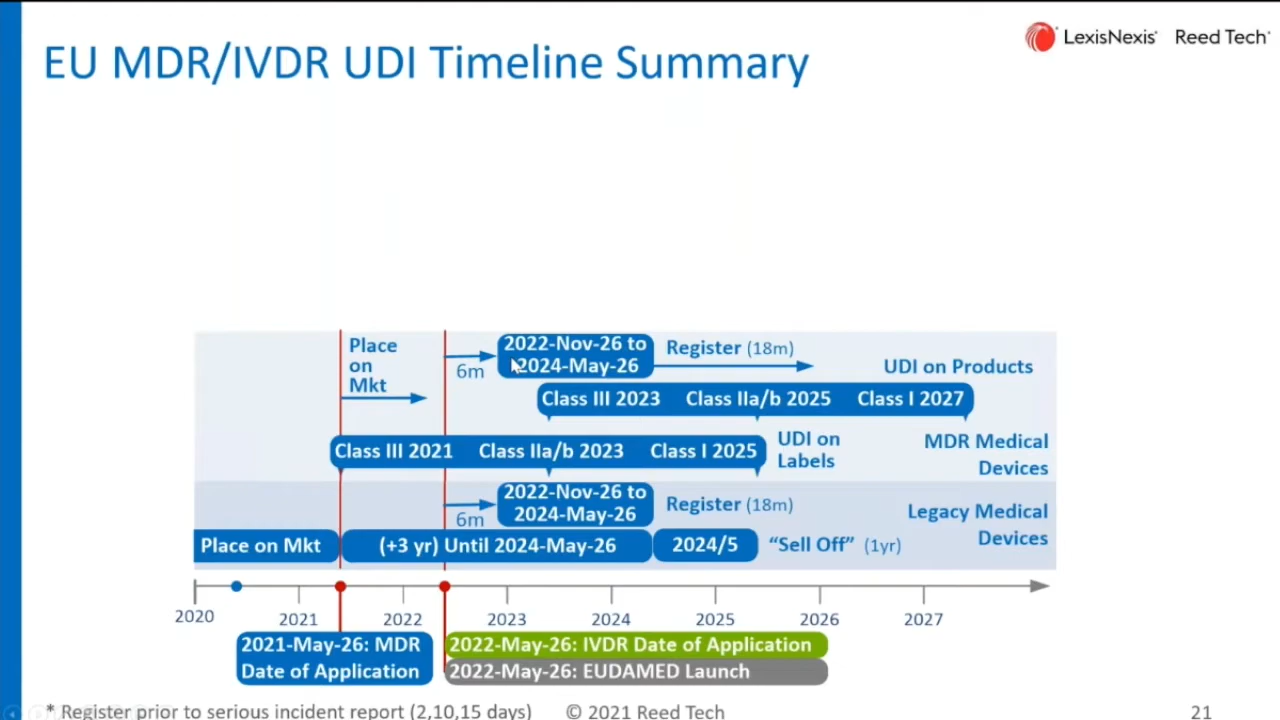 EU MDR/IVDR UDI Timeline Summary
LexisNexis® Reed Tech®
Place
on
Mkt
6m
2022-Nov-26 to
2024-May-26
Register (18m)
UDI on Products
Class III 2023 Class IIa/b 2025 Class I 2027
Class III 2021 Class IIa/b 2023 Class I 2025
UDI on
Labels
MDR Medical
Devices
6m
2022-Nov-26 to
2024-May-26
Register (18m)
Legacy Medical
Devices
Place on Mkt
(+3 yr) Until 2024-May-26
2024/5
“Sell Off” (1yr)
2020 2021 2022 2023 2024 2025 2026 2027
2021-May-26: MDR
Date of Application
2022-May-26: IVDR Date of Application
2022-May-26: EUDAMED Launch
* Register prior to serious incident report (2,10,15 days)
© 2021 Reed Tech
21